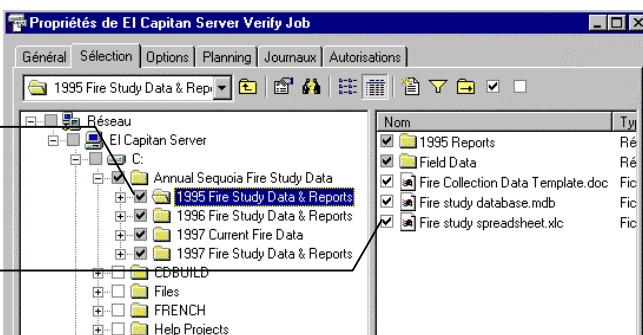 Propriétés de El Capitan Server Verify Job
Général Sélection Options Planning Journaux Autorisations
1995 Fire Study Data & Repo
Réseau
El Capitan Server
C:
Annual Sequoia Fire Study Data
1995 Fire Study Data & Reports
1996 Fire Study Data & Reports
1997 Current Fire Data
1997 Fire Study Data & Reports
CDBUILD
Files
FRENCH
Help Projects
Nom Ty
1995 Reports Ré
Field Data Ré
Fire Collection Data Template.doc Fic
Fire study database.mdb Fic
Fire study spreadsheet.xlc Fic